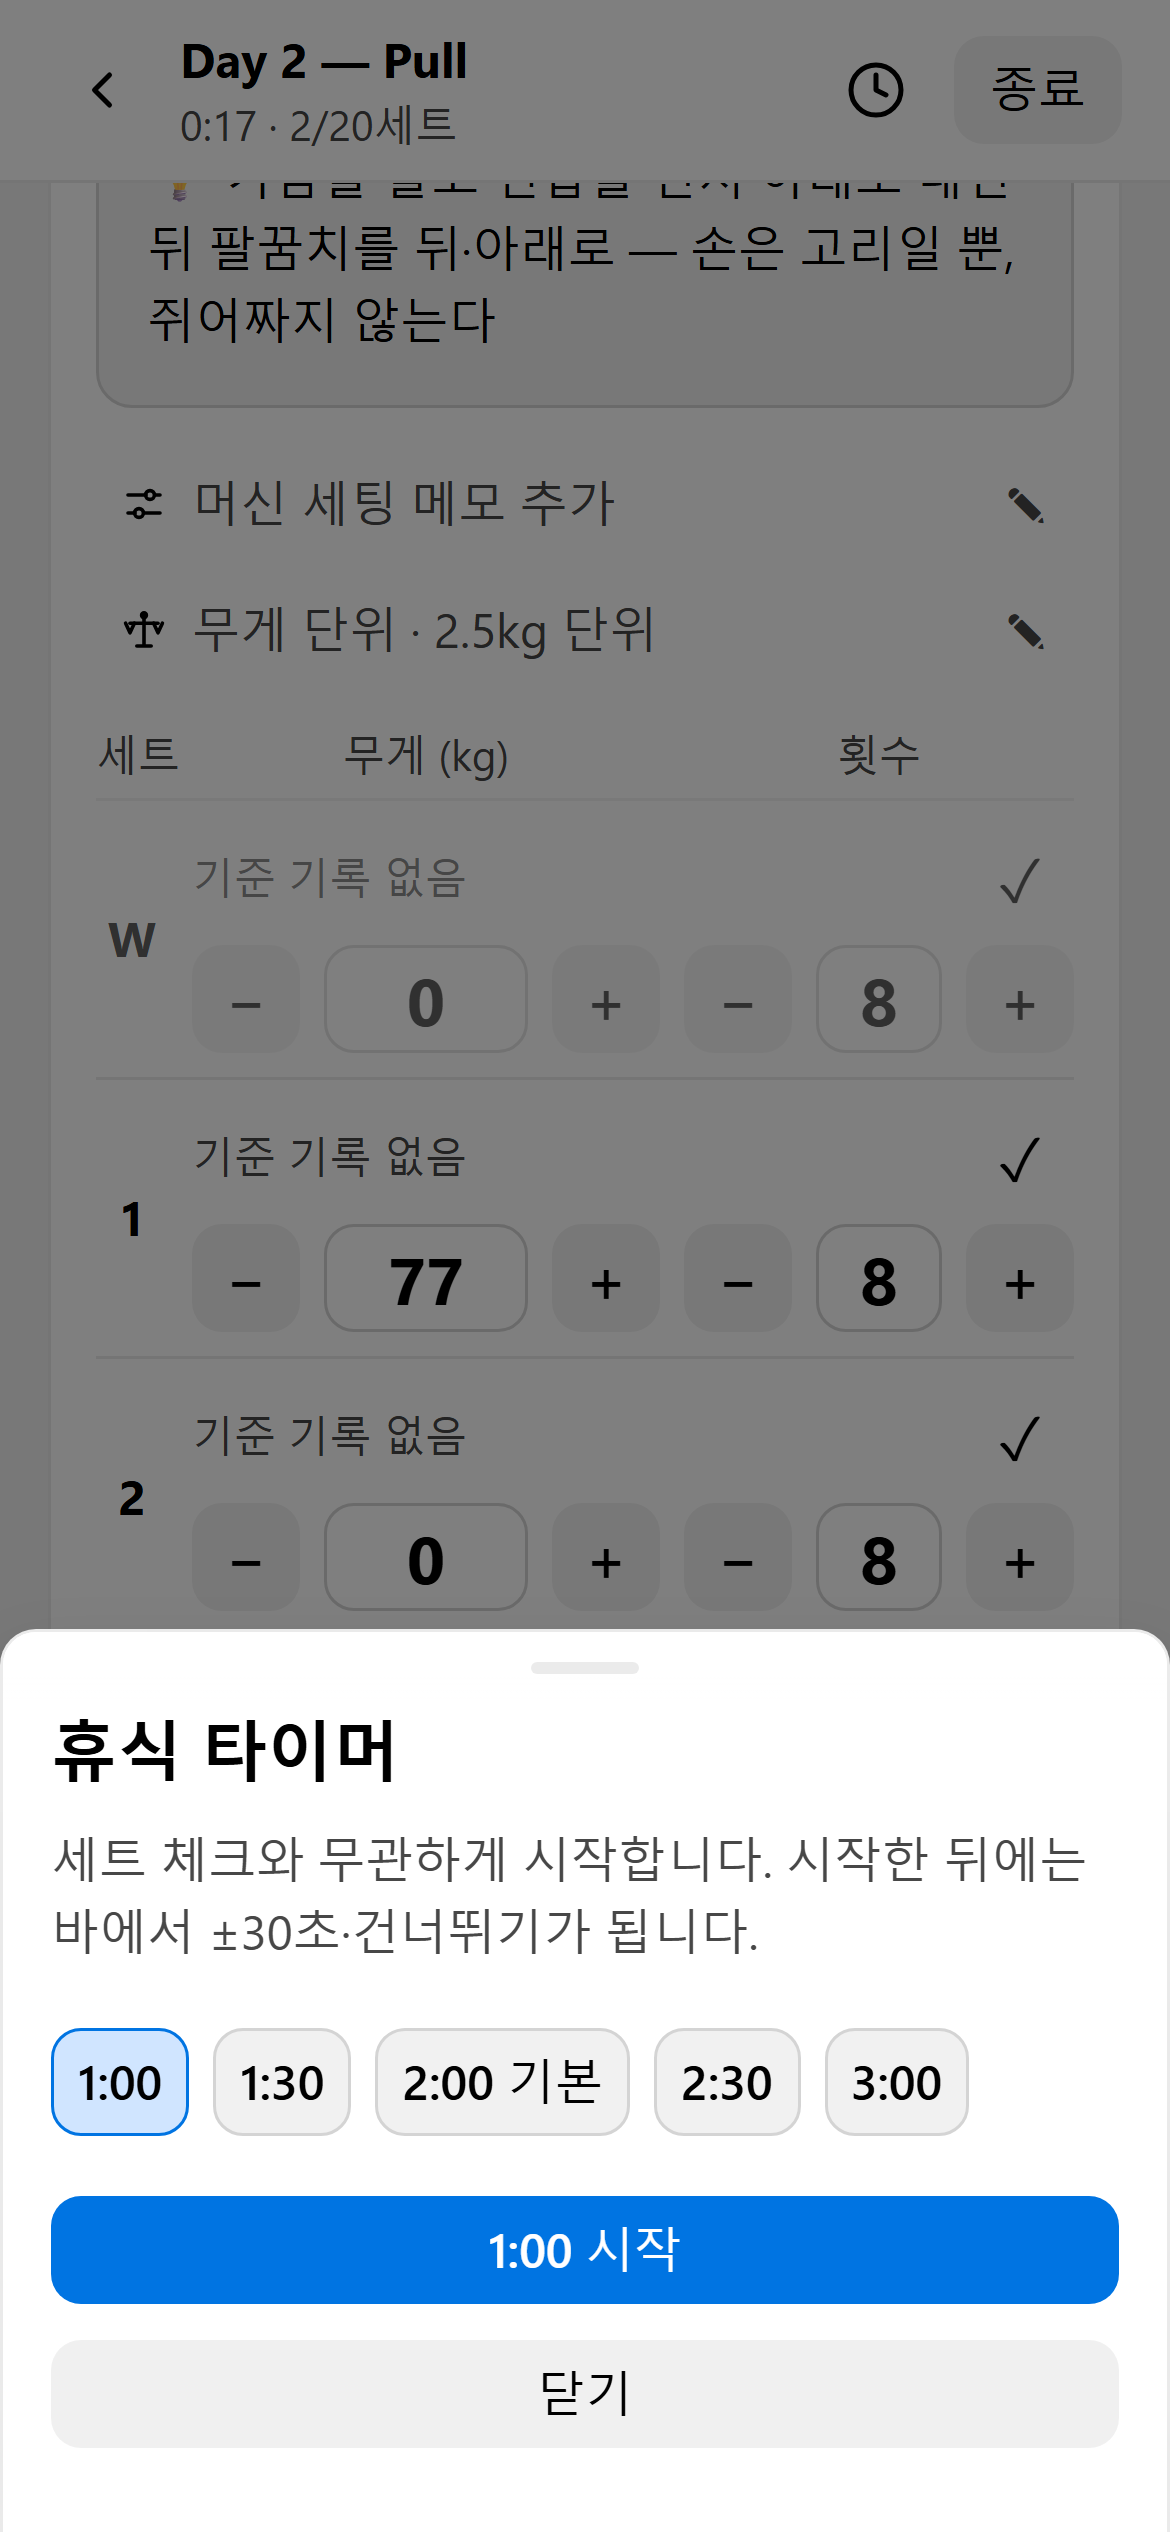 Day 2 — Pull
0:17 · 2/20세트
종료
뒤 팔꿈치를 뒤·아래로 — 손은 고리일 뿐,
쥐어짜지 않는다
머신 세팅 메모 추가
무게 단위 · 2.5kg 단위
세트 무게 (kg) 횟수
기준 기록 없음 ✓
W − 0 + − 8 +
기준 기록 없음 ✓
1 − 77 + − 8 +
기준 기록 없음 ✓
2 − 0 + − 8 +
휴식 타이머
세트 체크와 무관하게 시작합니다. 시작한 뒤에는
바에서 ±30초·건너뛰기가 됩니다.
1:00 1:30 2:00 기본 2:30 3:00
1:00 시작
닫기